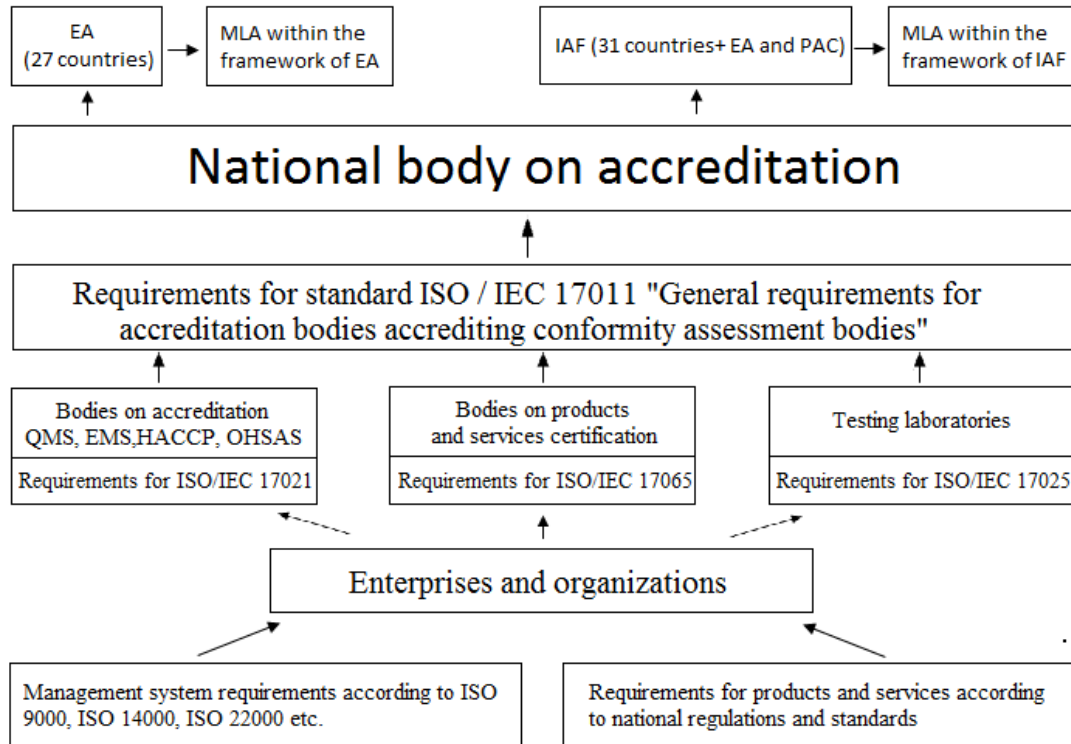 EA
(27 countries)
MLA within the
framework of EA
IAF (31 countries+ EA and PAC)
MLA within the
framework of IAF
National body on accreditation
Requirements for standard ISO / IEC 17011 "General requirements for
accreditation bodies accrediting conformity assessment bodies"
Bodies on accreditation
QMS, EMS,HACCP, OHSAS
Requirements for ISO/IEC 17021
Bodies on products
and services certification
Requirements for ISO/IEC 17065
Testing laboratories
Requirements for ISO/IEC 17025
Enterprises and organizations
Management system requirements according to ISO
9000, ISO 14000, ISO 22000 etc.
Requirements for products and services according
to national regulations and standards
.